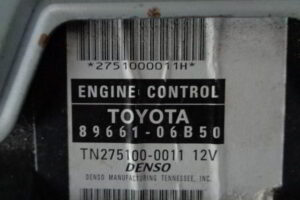 *2751000011H*
ENGINE CONTROL
TOYOTA
89661-06B50
TN275100-0011 12V
DENSO
DENSO MANUFACTURING TENNESSEE, INC.